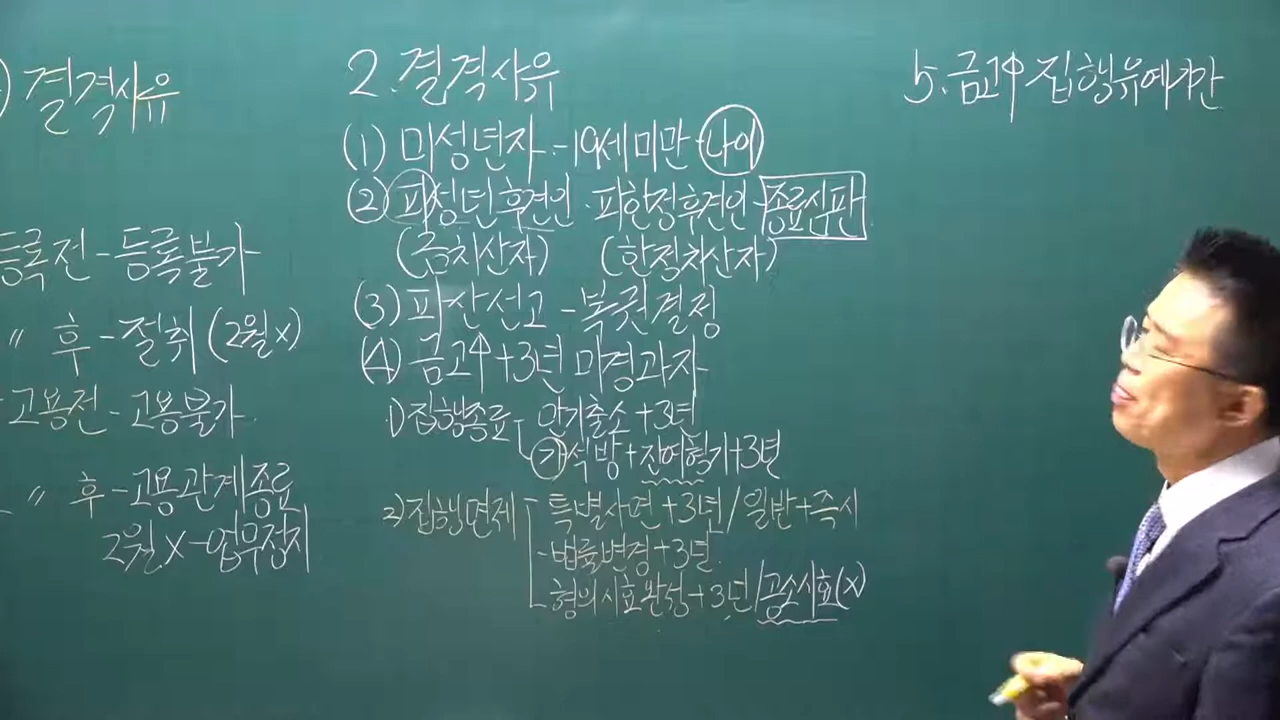 ) 결격사유
등록전 - 등록불가
〃 후 - 절취 (2월x)
고용전 - 고용불가
〃 후 - 고용관계종료
2월x - 업무정지
2. 결격사유
(1) 미성년자 - 19세미만 - 나이
(2) 피성년후견인 · 피한정후견인 - 종료심판
(금치산자) (한정치산자)
(3) 파산선고 - 복권결정
(4) 금고↑+3년 미경과자
1) 집행종료 - 만기출소+3년
- 가석방+잔여형기+3년
2) 집행면제 - 특별사면+3년/일반+즉시
- 법률변경+3년
- 형의시효완성+3년/공소시효(x)
5. 금고↑ 집행유예기간